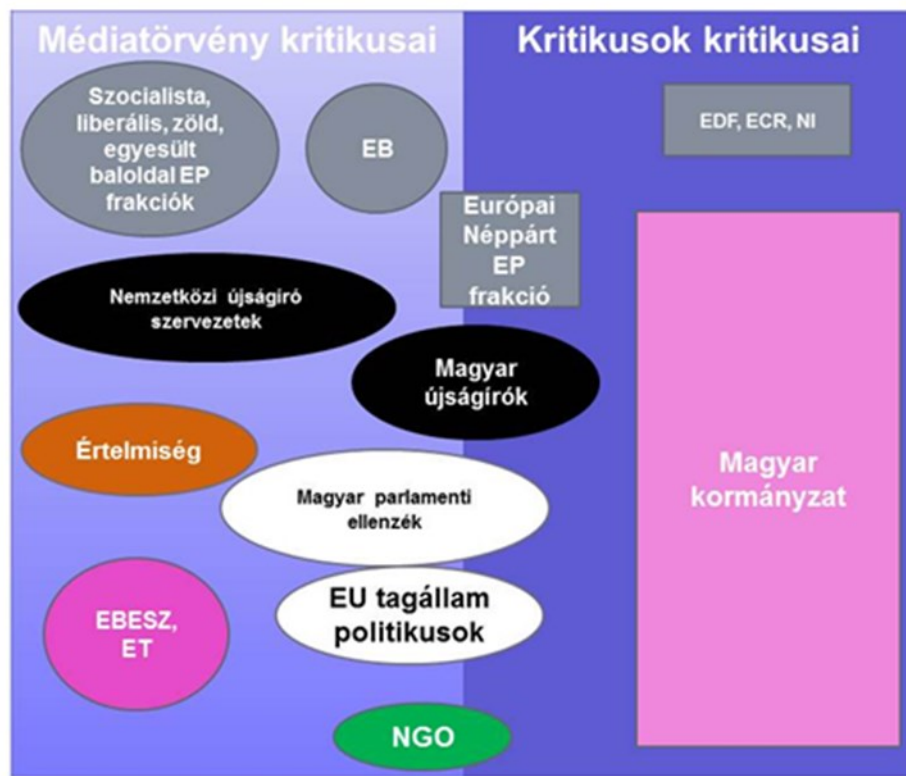 Médiatörvény kritikusai
Kritikusok kritikusai
Szocialista,
liberális, zöld,
egyesült
baloldal EP
frakciók
EB
EDF, ECR, NI
Európai
Néppárt
EP
frakció
Nemzetközi újságíró
szervezetek
Magyar
újságírók
Értelmiség
Magyar parlamenti
ellenzék
Magyar
kormányzat
EBESZ,
ET
EU tagállam
politikusok
NGO